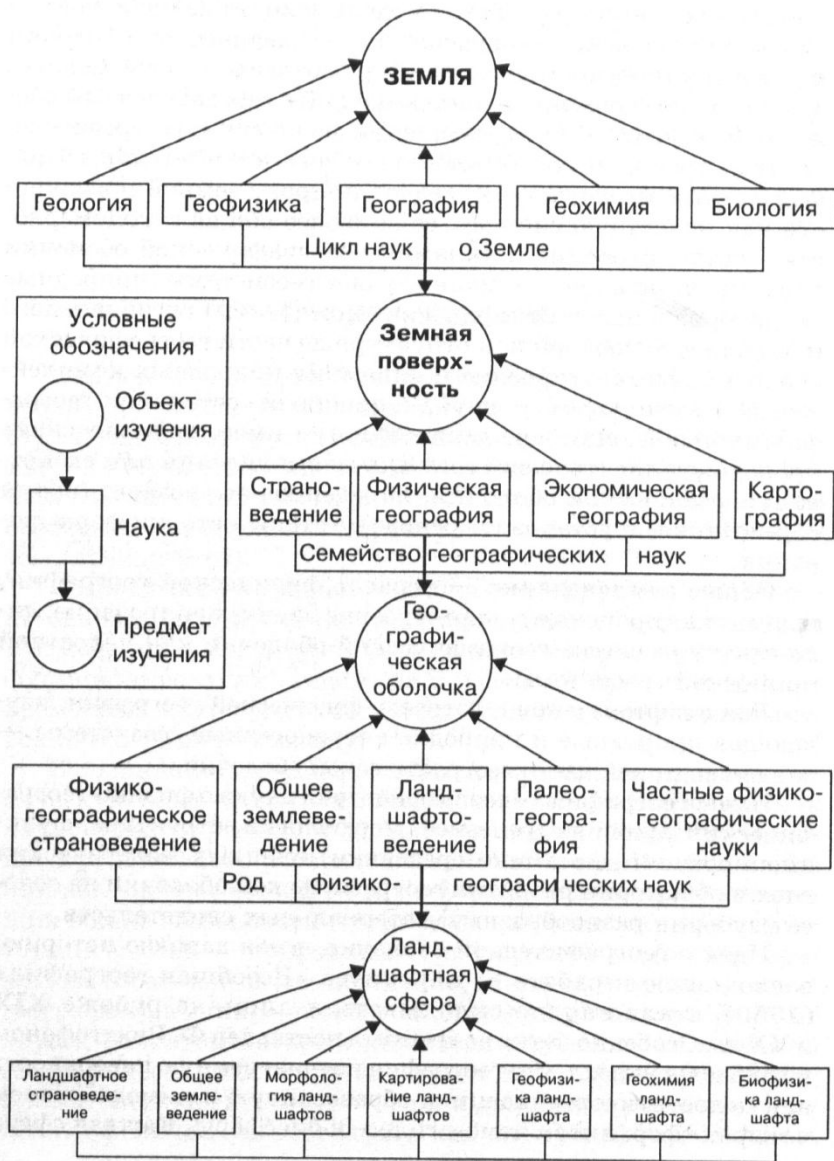 ЗЕМЛЯ
Геология
Геофизика
География
Геохимия
Биология
Цикл наук о Земле
Условные
обозначения
Объект
изучения
Наука
Предмет
изучения
Земная
поверх-
ность
Страно-
ведение
Физическая
география
Экономическая
география
Карто-
графия
Семейство географических наук
Гео-
графи-
ческая
оболочка
Физико-
географическое
страноведение
Общее
землеве-
дение
Ланд-
шафто-
ведение
Палео-
геогра-
фия
Частные физико-
географические
науки
Род физико- географических наук
Ланд-
шафтная
сфера
Ландшафтное
страноведе-
ние
Общее
земле-
ведение
Морфоло-
гия ланд-
шафтов
Картирова-
ние ланд-
шафтов
Геофизи-
ка ланд-
шафта
Геохимия
ланд-
шафта
Биофизи-
ка ланд-
шафта